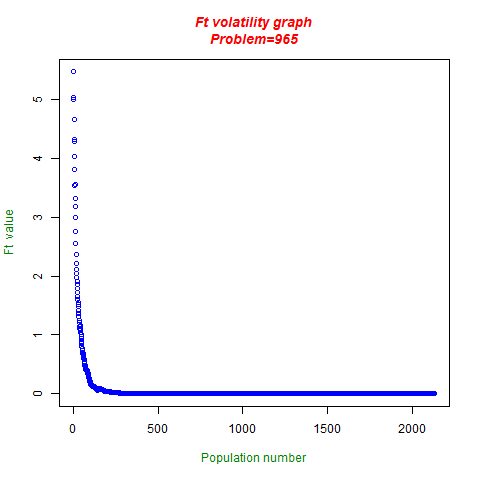 Ft volatility graph
Problem=965
5
4
3
2
1
0
Ft value
0
500
1000
1500
2000
Population number